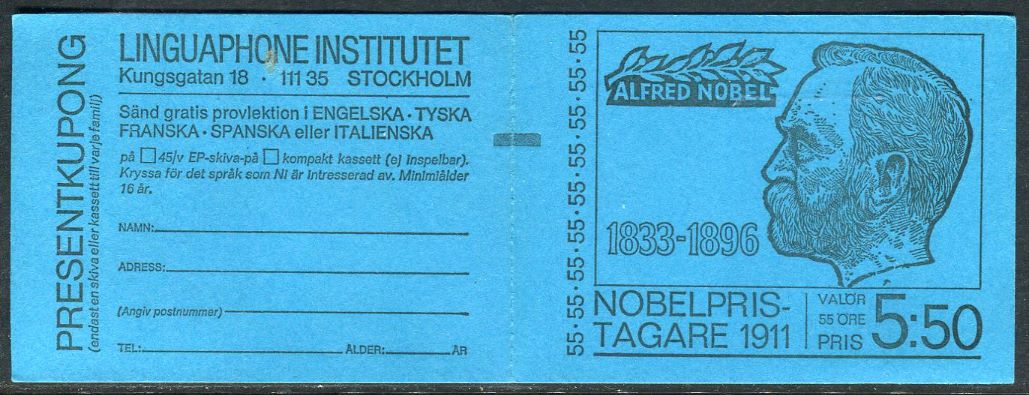 PRESENTKUPONG
(endast en skiva eller kassett till varje familj)
LINGUAPHONE INSTITUTET
Kungsgatan 18 · 111 35 STOCKHOLM
Sänd gratis provlektion i ENGELSKA · TYSKA
FRANSKA · SPANSKA eller ITALIENSKA
på 45/v EP-skiva-på kompakt kassett (ej inspelbar).
Kryssa för det språk som Ni är intresserad av. Minimiålder
16 år.
NAMN:
ADRESS:
(Angiv postnummer)
TEL: ÅLDER: ÅR
55·55·55·55·55·55·55·55
ALFRED NOBEL
1833-1896
NOBELPRIS-
TAGARE 1911
VALÖR
55 ÖRE
PRIS
5:50